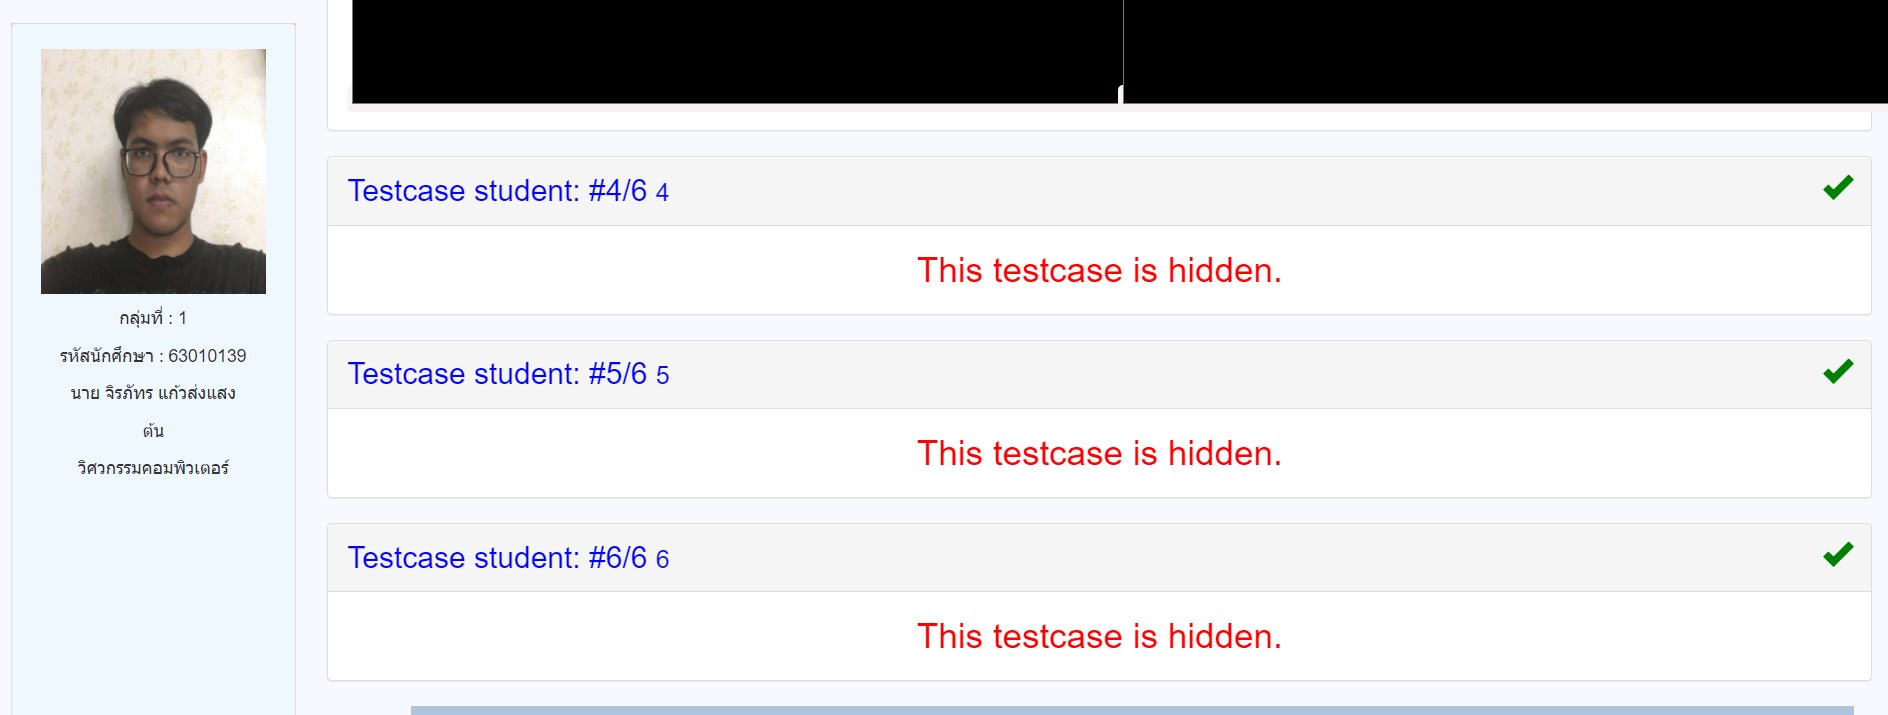 กลุ่มที่ : 1
รหัสนักศึกษา : 63010139
นาย จิรภัทร แก้วส่งแสง
ต้น
วิศวกรรมคอมพิวเตอร์
Testcase student: #4/6 4
This testcase is hidden.
Testcase student: #5/6 5
This testcase is hidden.
Testcase student: #6/6 6
This testcase is hidden.